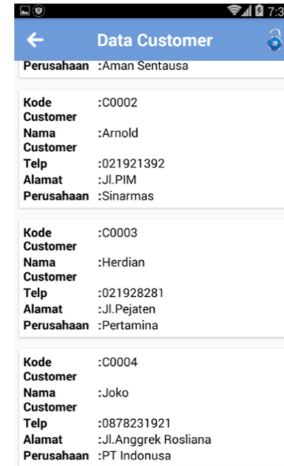 7:3
Data Customer
Perusahaan :Aman Sentausa
Kode Customer :C0002
Nama Customer :Arnold
Telp :021921392
Alamat :Jl.PIM
Perusahaan :Sinarmas
Kode Customer :C0003
Nama Customer :Herdian
Telp :021928281
Alamat :Jl.Pejaten
Perusahaan :Pertamina
Kode Customer :C0004
Nama Customer :Joko
Telp :0878231921
Alamat :Jl.Anggrek Rosliana
Perusahaan :PT Indonusa